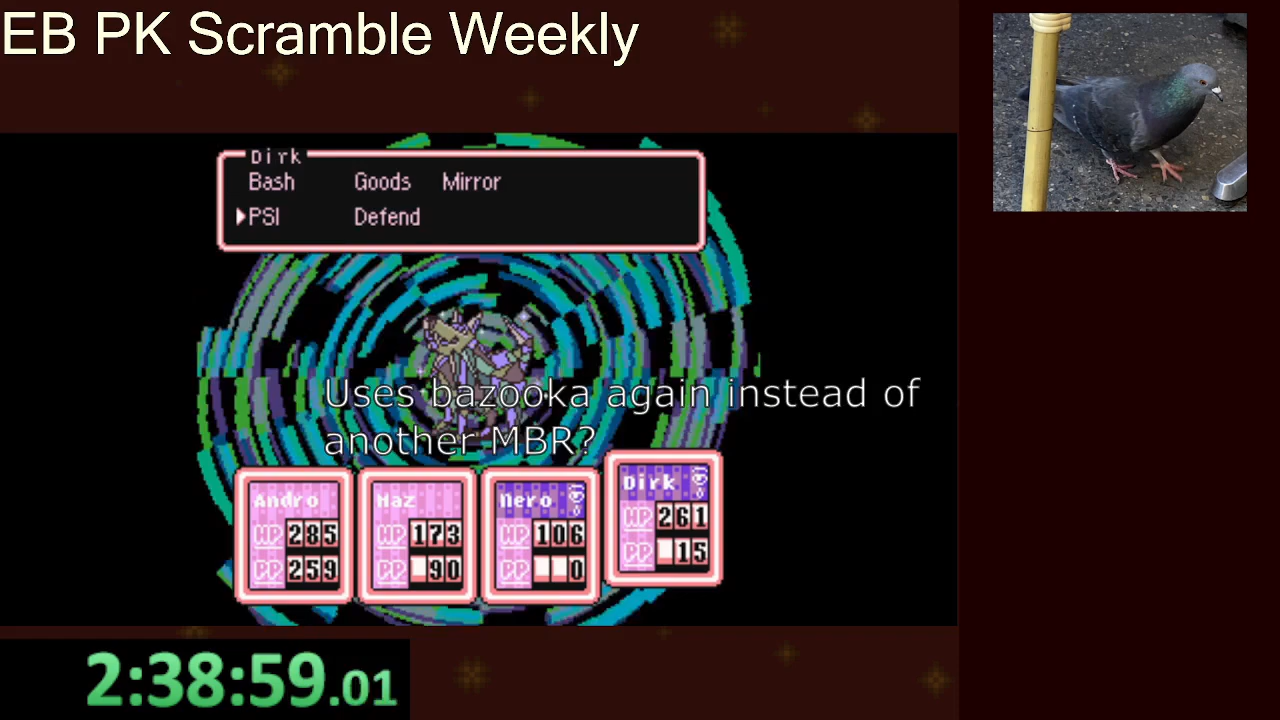 EB PK Scramble Weekly
Dirk
Bash Goods Mirror
PSI Defend
Uses bazooka again instead of
another MBR?
Andro Maz Nero Dirk
HP 285 HP 173 HP 106 HP 261
PP 259 PP 90 PP 0 PP 15
2:38:59.01